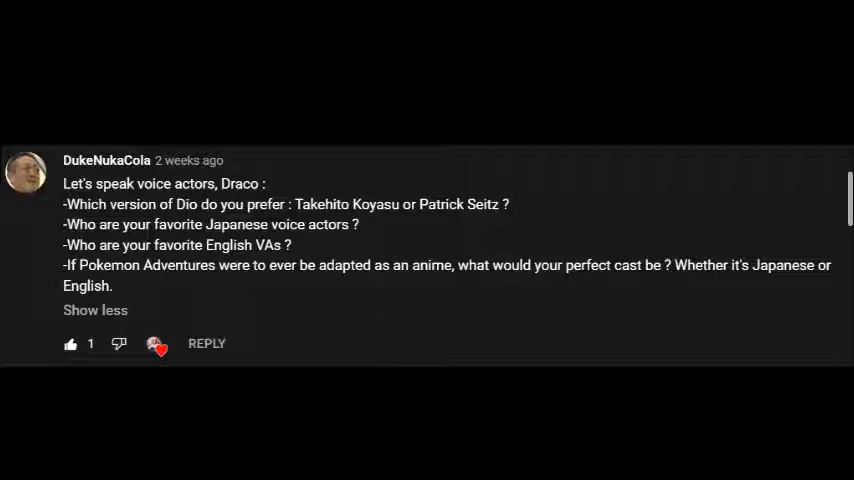 DukeNukaCola 2 weeks ago
Let's speak voice actors, Draco :
-Which version of Dio do you prefer : Takehito Koyasu or Patrick Seitz ?
-Who are your favorite Japanese voice actors ?
-Who are your favorite English VAs ?
-If Pokemon Adventures were to ever be adapted as an anime, what would your perfect cast be ? Whether it's Japanese or
English.
Show less
1 REPLY